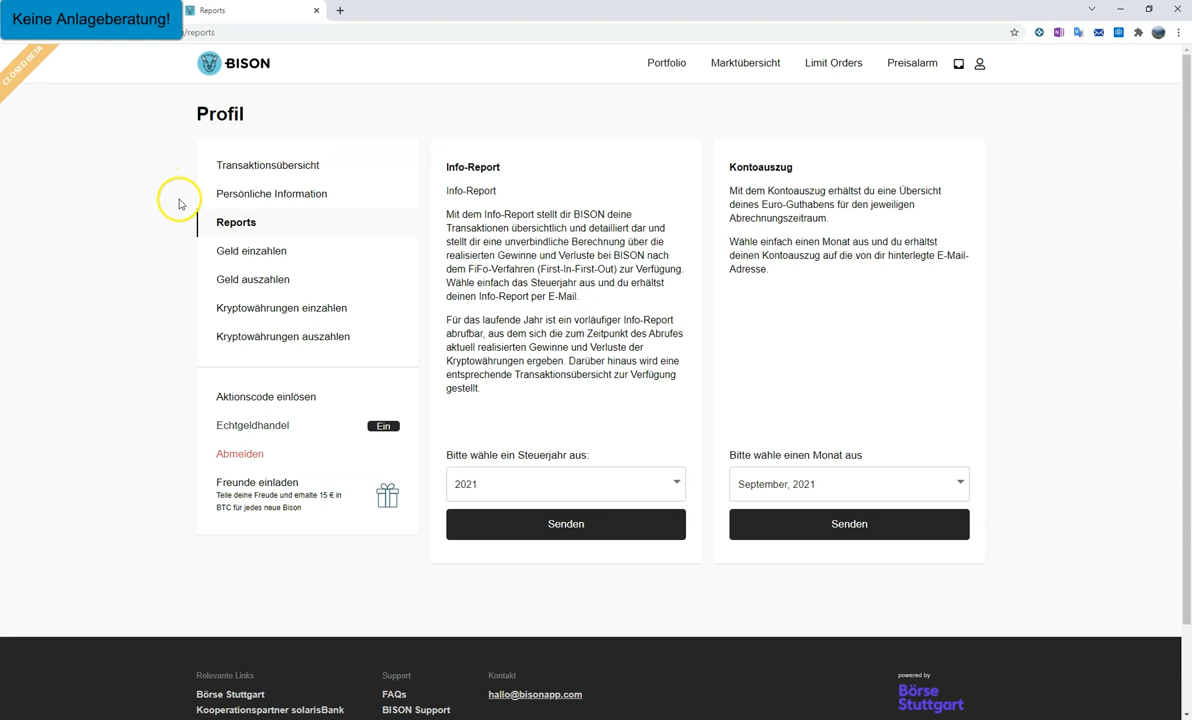 Keine Anlageberatung!
Bisons
/reports
CLOSED BETA
BISON
Portfolio
Marktübersicht
Limit Orders
Preisalarm
Profil
Transaktionsübersicht
Persönliche Information
Reports
Geld einzahlen
Geld auszahlen
Kryptowährungen einzahlen
Kryptowährungen auszahlen
Aktionscode einlösen
Echtgeldhandel
Ein
Abmelden
Freunde einladen
Teile deine Freude und erhalte 15 € in
BTC für jedes neue Bison
Info-Report
Info-Report
Mit dem Info-Report stellt dir BISON deine
Transaktionen übersichtlich und detailliert dar und
stellt dir eine unverbindliche Berechnung über die
realisierten Gewinne und Verluste bei BISON nach
dem FiFo-Verfahren (First-In-First-Out) zur Verfügung.
Wähle einfach das Steuerjahr aus und du erhältst
deinen Info-Report per E-Mail.
Für das laufende Jahr ist ein vorläufiger Info-Report
abrufbar, aus dem sich die zum Zeitpunkt des Abrufes
aktuell realisierten Gewinne und Verluste der
Kryptowährungen ergeben. Darüber hinaus wird eine
entsprechende Transaktionsübersicht zur Verfügung
gestellt.
Bitte wähle ein Steuerjahr aus:
2021
Senden
Kontoauszug
Mit dem Kontoauszug erhältst du eine Übersicht
deines Euro-Guthabens für den jeweiligen
Abrechnungszeitraum.
Wähle einfach einen Monat aus und du erhältst
deinen Kontoauszug auf die von dir hinterlegte E-Mail-
Adresse.
Bitte wähle einen Monat aus
September, 2021
Senden
Relevante Links
Börse Stuttgart
Kooperationspartner solarisBank
Support
FAQs
BISON Support
Kontakt
hallo@bisonapp.com
powered by
Börse
Stuttgart